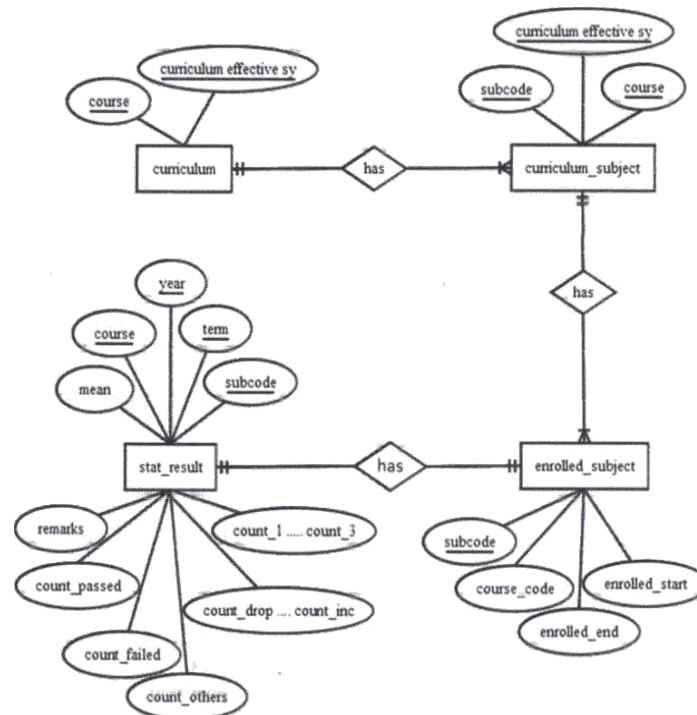 curriculum effective sy
curriculum effective sy
course
subcode
course
curriculum
has
curriculum_subject
year
has
course
term
mean
subcode
stat_result
has
enrolled_subject
remarks
count_1 ..... count_3
subcode
count_passed
course_code
enrolled_start
count_drop .... count_inc
enrolled_end
count_failed
count_others